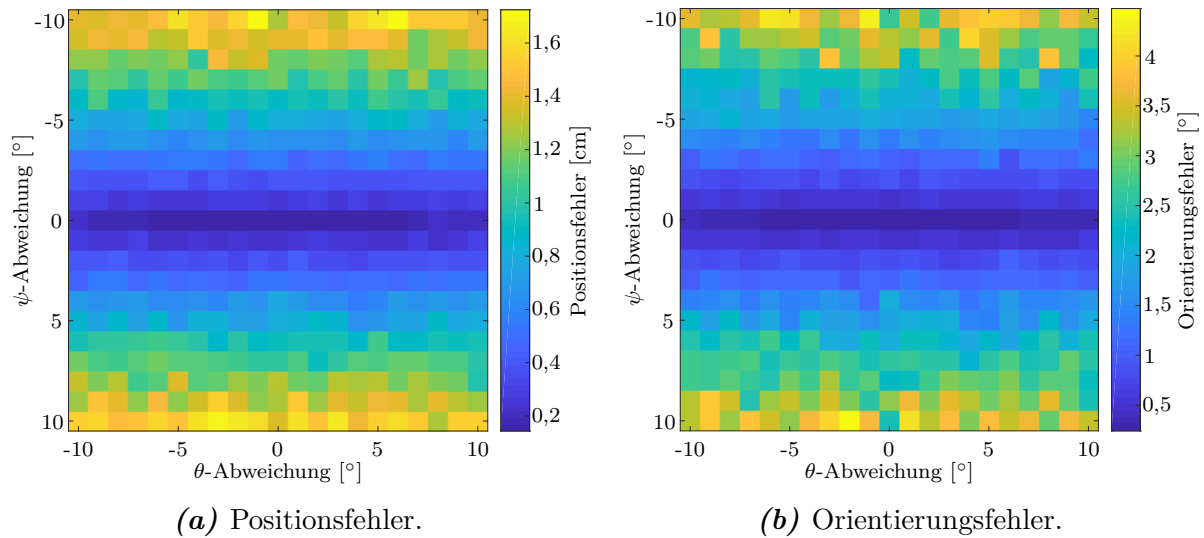 -10
-5
0
5
10
ψ-Abweichung [°]
-10 -5 0 5 10
θ-Abweichung [°]
1,6
1,4
1,2
1
0,8
0,6
0,4
0,2
Positionsfehler [cm]
(a) Positionsfehler.
-10
-5
0
5
10
ψ-Abweichung [°]
-10 -5 0 5 10
θ-Abweichung [°]
4
3,5
3
2,5
2
1,5
1
0,5
Orientierungsfehler [°]
(b) Orientierungsfehler.